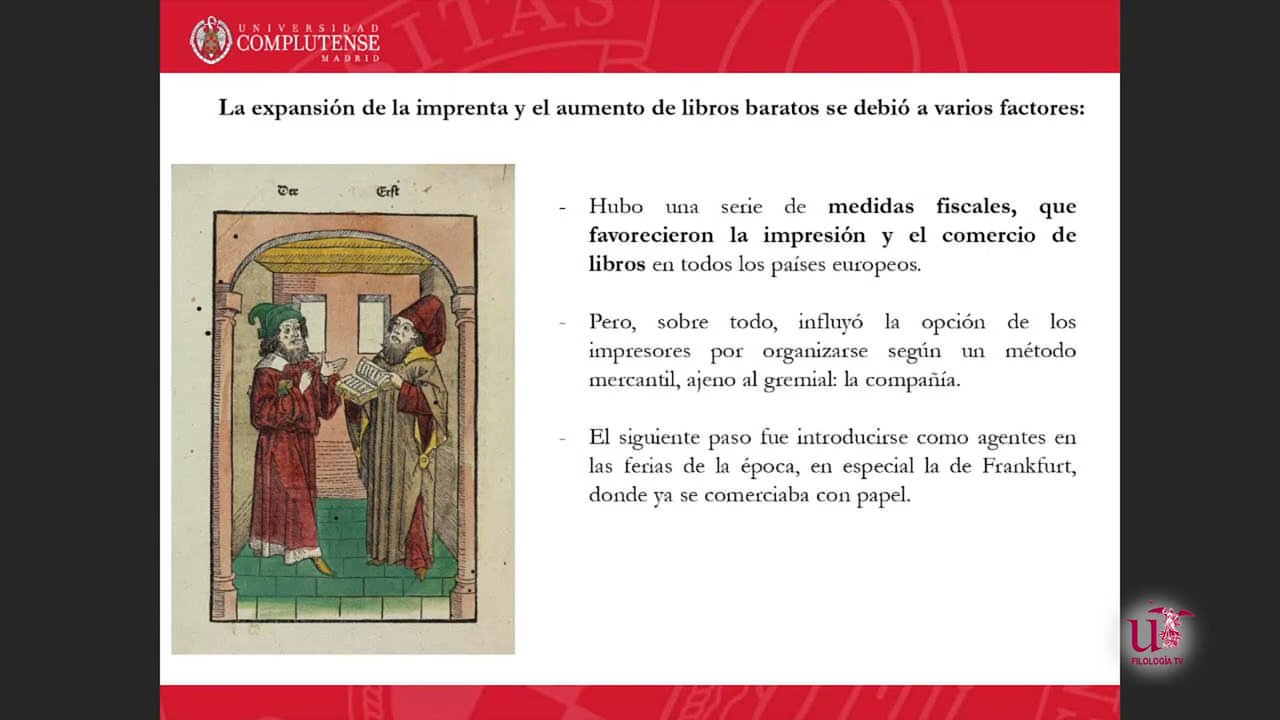 UNIVERSIDAD
COMPLUTENSE
MADRID
La expansión de la imprenta y el aumento de libros baratos se debió a varios factores:
Der Erst
- Hubo una serie de medidas fiscales, que
favorecieron la impresión y el comercio de
libros en todos los países europeos.
- Pero, sobre todo, influyó la opción de los
impresores por organizarse según un método
mercantil, ajeno al gremial: la compañía.
- El siguiente paso fue introducirse como agentes en
las ferias de la época, en especial la de Frankfurt,
donde ya se comerciaba con papel.
u
FILOLOGÍA TV